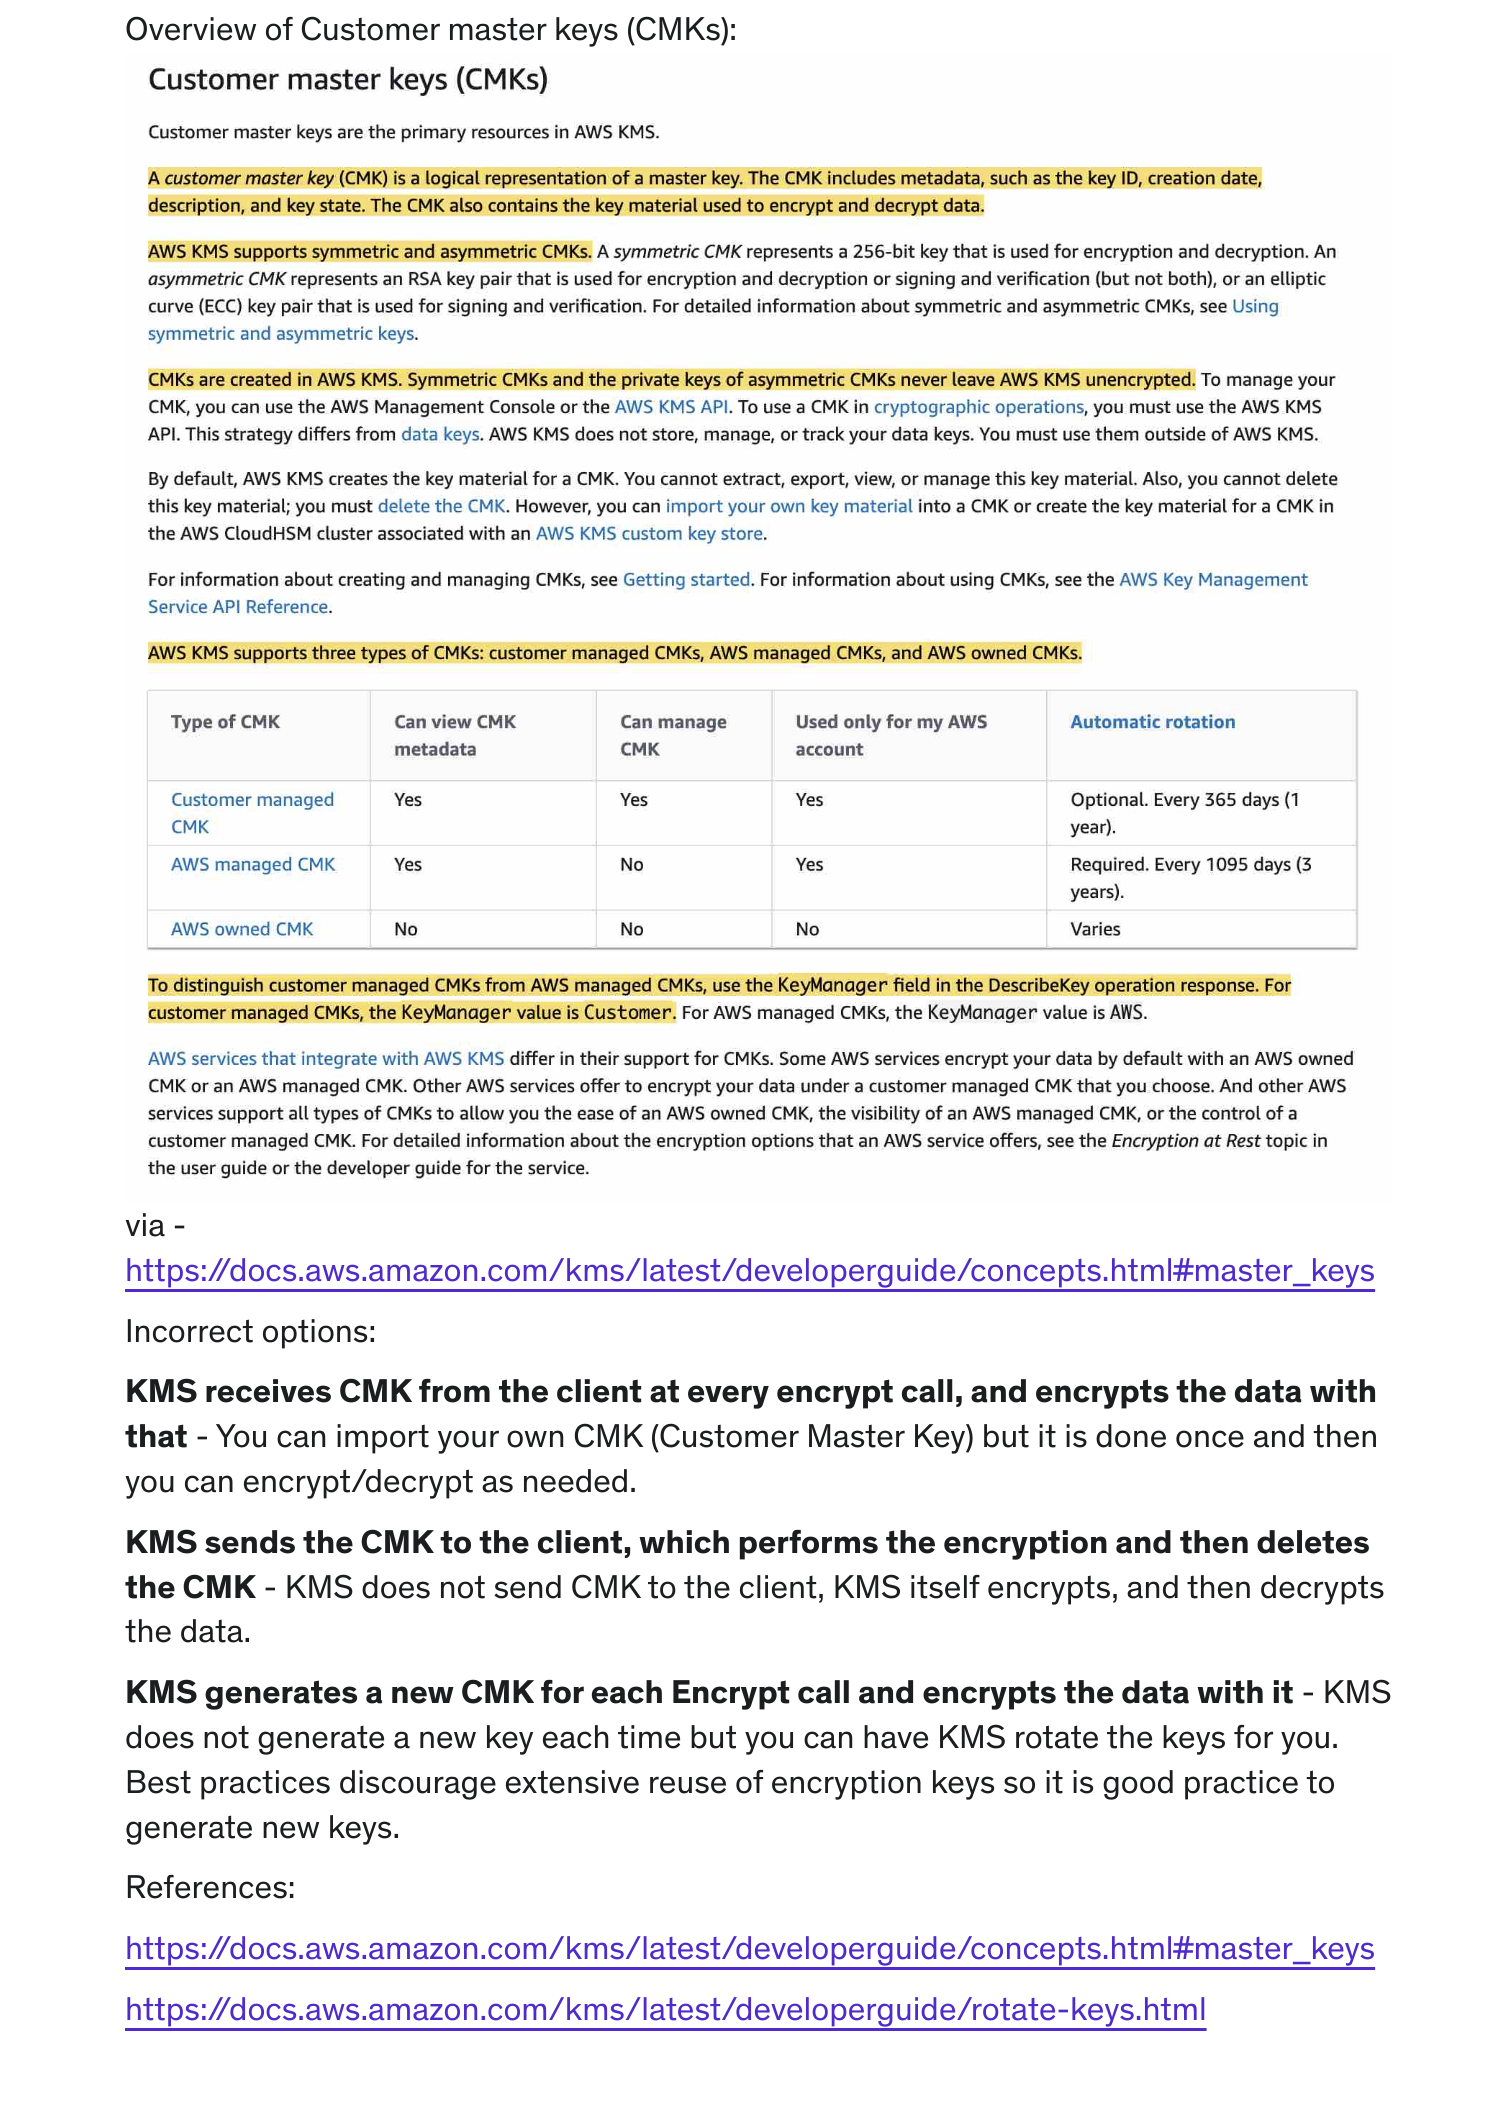 Overview of Customer master keys (CMKs):
Customer master keys (CMKs)
Customer master keys are the primary resources in AWS KMS.
A customer master key (CMK) is a logical representation of a master key. The CMK includes metadata, such as the key ID, creation date,
description, and key state. The CMK also contains the key material used to encrypt and decrypt data.
AWS KMS supports symmetric and asymmetric CMKs. A symmetric CMK represents a 256-bit key that is used for encryption and decryption. An
asymmetric CMK represents an RSA key pair that is used for encryption and decryption or signing and verification (but not both), or an elliptic
curve (ECC) key pair that is used for signing and verification. For detailed information about symmetric and asymmetric CMKs, see Using
symmetric and asymmetric keys.
CMKs are created in AWS KMS. Symmetric CMKs and the private keys of asymmetric CMKs never leave AWS KMS unencrypted. To manage your
CMK, you can use the AWS Management Console or the AWS KMS API. To use a CMK in cryptographic operations, you must use the AWS KMS
API. This strategy differs from data keys. AWS KMS does not store, manage, or track your data keys. You must use them outside of AWS KMS.
By default, AWS KMS creates the key material for a CMK. You cannot extract, export, view, or manage this key material. Also, you cannot delete
this key material; you must delete the CMK. However, you can import your own key material into a CMK or create the key material for a CMK in
the AWS CloudHSM cluster associated with an AWS KMS custom key store.
For information about creating and managing CMKs, see Getting started. For information about using CMKs, see the AWS Key Management
Service API Reference.
AWS KMS supports three types of CMKs: customer managed CMKs, AWS managed CMKs, and AWS owned CMKs.
Type of CMK Can view CMK metadata Can manage CMK Used only for my AWS account Automatic rotation
Customer managed CMK Yes Yes Yes Optional. Every 365 days (1 year).
AWS managed CMK Yes No Yes Required. Every 1095 days (3 years).
AWS owned CMK No No No Varies
To distinguish customer managed CMKs from AWS managed CMKs, use the KeyManager field in the DescribeKey operation response. For
customer managed CMKs, the KeyManager value is Customer. For AWS managed CMKs, the KeyManager value is AWS.
AWS services that integrate with AWS KMS differ in their support for CMKs. Some AWS services encrypt your data by default with an AWS owned
CMK or an AWS managed CMK. Other AWS services offer to encrypt your data under a customer managed CMK that you choose. And other AWS
services support all types of CMKs to allow you the ease of an AWS owned CMK, the visibility of an AWS managed CMK, or the control of a
customer managed CMK. For detailed information about the encryption options that an AWS service offers, see the Encryption at Rest topic in
the user guide or the developer guide for the service.
via -
https://docs.aws.amazon.com/kms/latest/developerguide/concepts.html#master_keys
Incorrect options:
KMS receives CMK from the client at every encrypt call, and encrypts the data with
that - You can import your own CMK (Customer Master Key) but it is done once and then
you can encrypt/decrypt as needed.
KMS sends the CMK to the client, which performs the encryption and then deletes
the CMK - KMS does not send CMK to the client, KMS itself encrypts, and then decrypts
the data.
KMS generates a new CMK for each Encrypt call and encrypts the data with it - KMS
does not generate a new key each time but you can have KMS rotate the keys for you.
Best practices discourage extensive reuse of encryption keys so it is good practice to
generate new keys.
References:
https://docs.aws.amazon.com/kms/latest/developerguide/concepts.html#master_keys
https://docs.aws.amazon.com/kms/latest/developerguide/rotate-keys.html